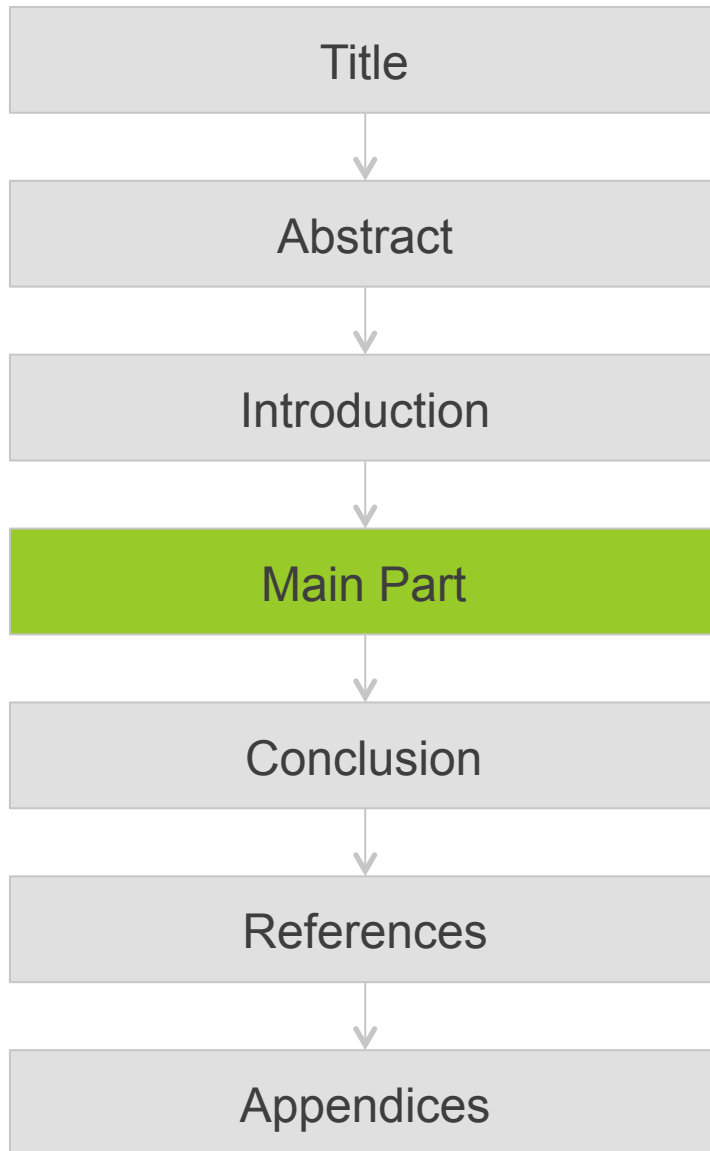 Title
Abstract
Introduction
Main Part
Conclusion
References
Appendices